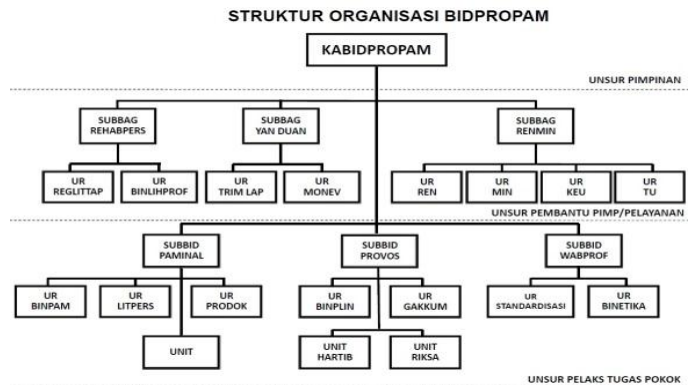 STRUKTUR ORGANISASI BIDPROPAM
KABIDPROPAM
UNSUR PIMPINAN
SUBBAG
REHABPERS
SUBBAG
YAN DUAN
SUBBAG
RENMIN
UR
REGLITTAP
UR
BINLIHPROF
UR
TRIM LAP
UR
MONEV
UR
REN
UR
MIN
UR
KEU
UR
TU
UNSUR PEMBANTU PIMP/PELAYANAN
SUBBID
PAMINAL
SUBBID
PROVOS
SUBBID
WABPROF
UR
BINPAM
UR
LITPERS
UR
PRODOK
UR
BINPLIN
UR
GAKKUM
UR
STANDARDISASI
UR
BINETIKA
UNIT
UNIT
HARTIB
UNIT
RIKSA
UNSUR PELAKS TUGAS POKOK